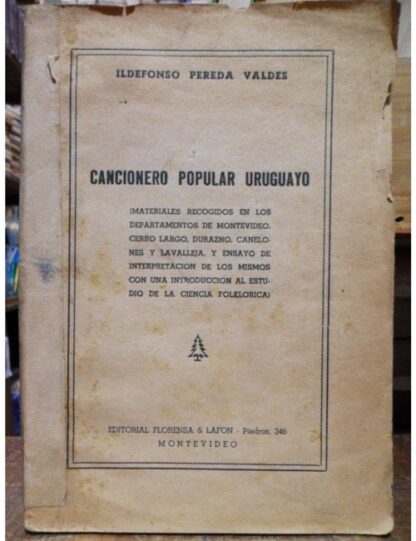 ILDEFONSO PEREDA VALDES
CANCIONERO POPULAR URUGUAYO
(MATERIALES RECOGIDOS EN LOS
DEPARTAMENTOS DE MONTEVIDEO,
CERRO LARGO, DURAZNO, CANELO-
NES Y LAVALLEJA, Y ENSAYO DE
INTERPRETACION DE LOS MISMOS
CON UNA INTRODUCCION AL ESTU-
DIO DE LA CIENCIA FOLKLORICA)
EDITORIAL FLORENSA & LAFON - Piedras, 346
MONTEVIDEO